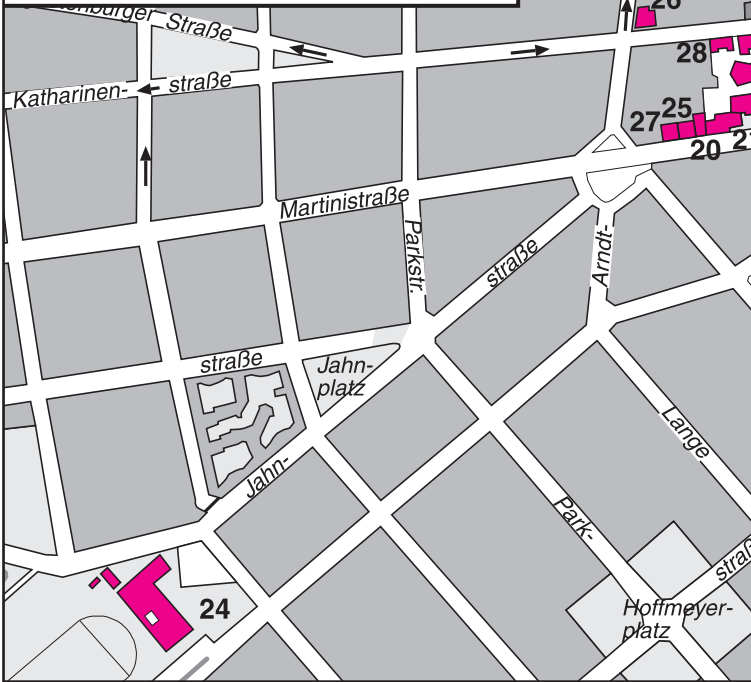 Straße
26
28
Katharinen-
straße
25
27
20
Martinistraße
Parkstr.
straße
Arndt-
straße
Jahn-
platz
Lange
Jahn-
Park-
24
Hoffmeyer-
platz